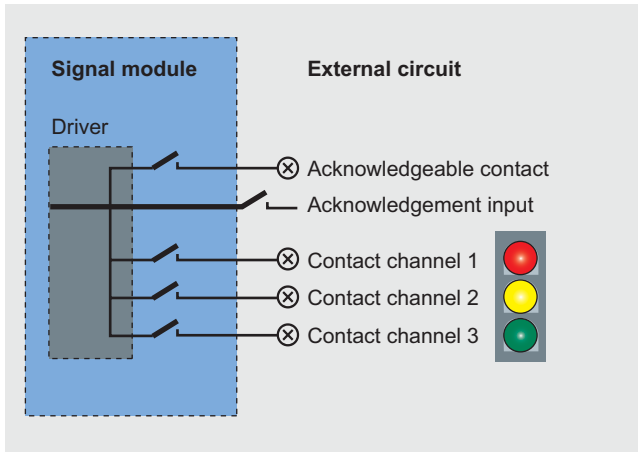 Signal module
External circuit
Driver
Acknowledgeable contact
Acknowledgement input
Contact channel 1
Contact channel 2
Contact channel 3